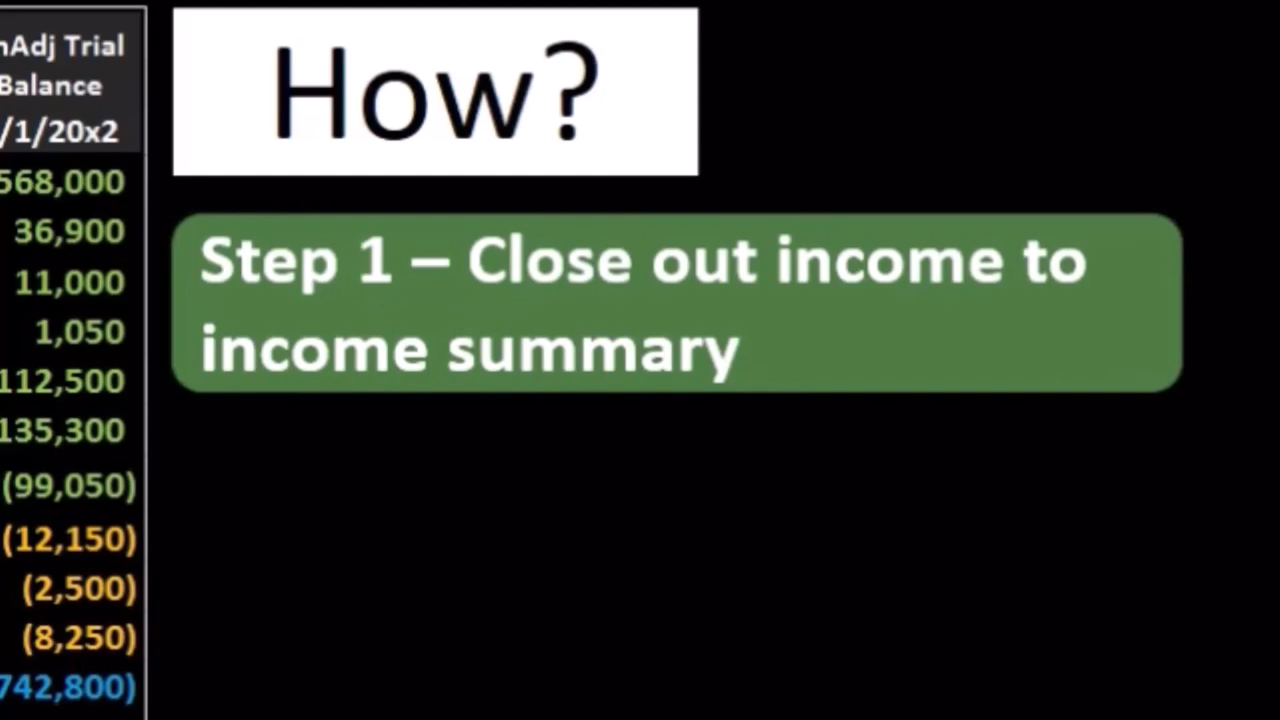 nAdj Trial
Balance
/1/20x2
568,000
36,900
11,000
1,050
112,500
135,300
(99,050)
(12,150)
(2,500)
(8,250)
742,800)
How?
Step 1 – Close out income to
income summary